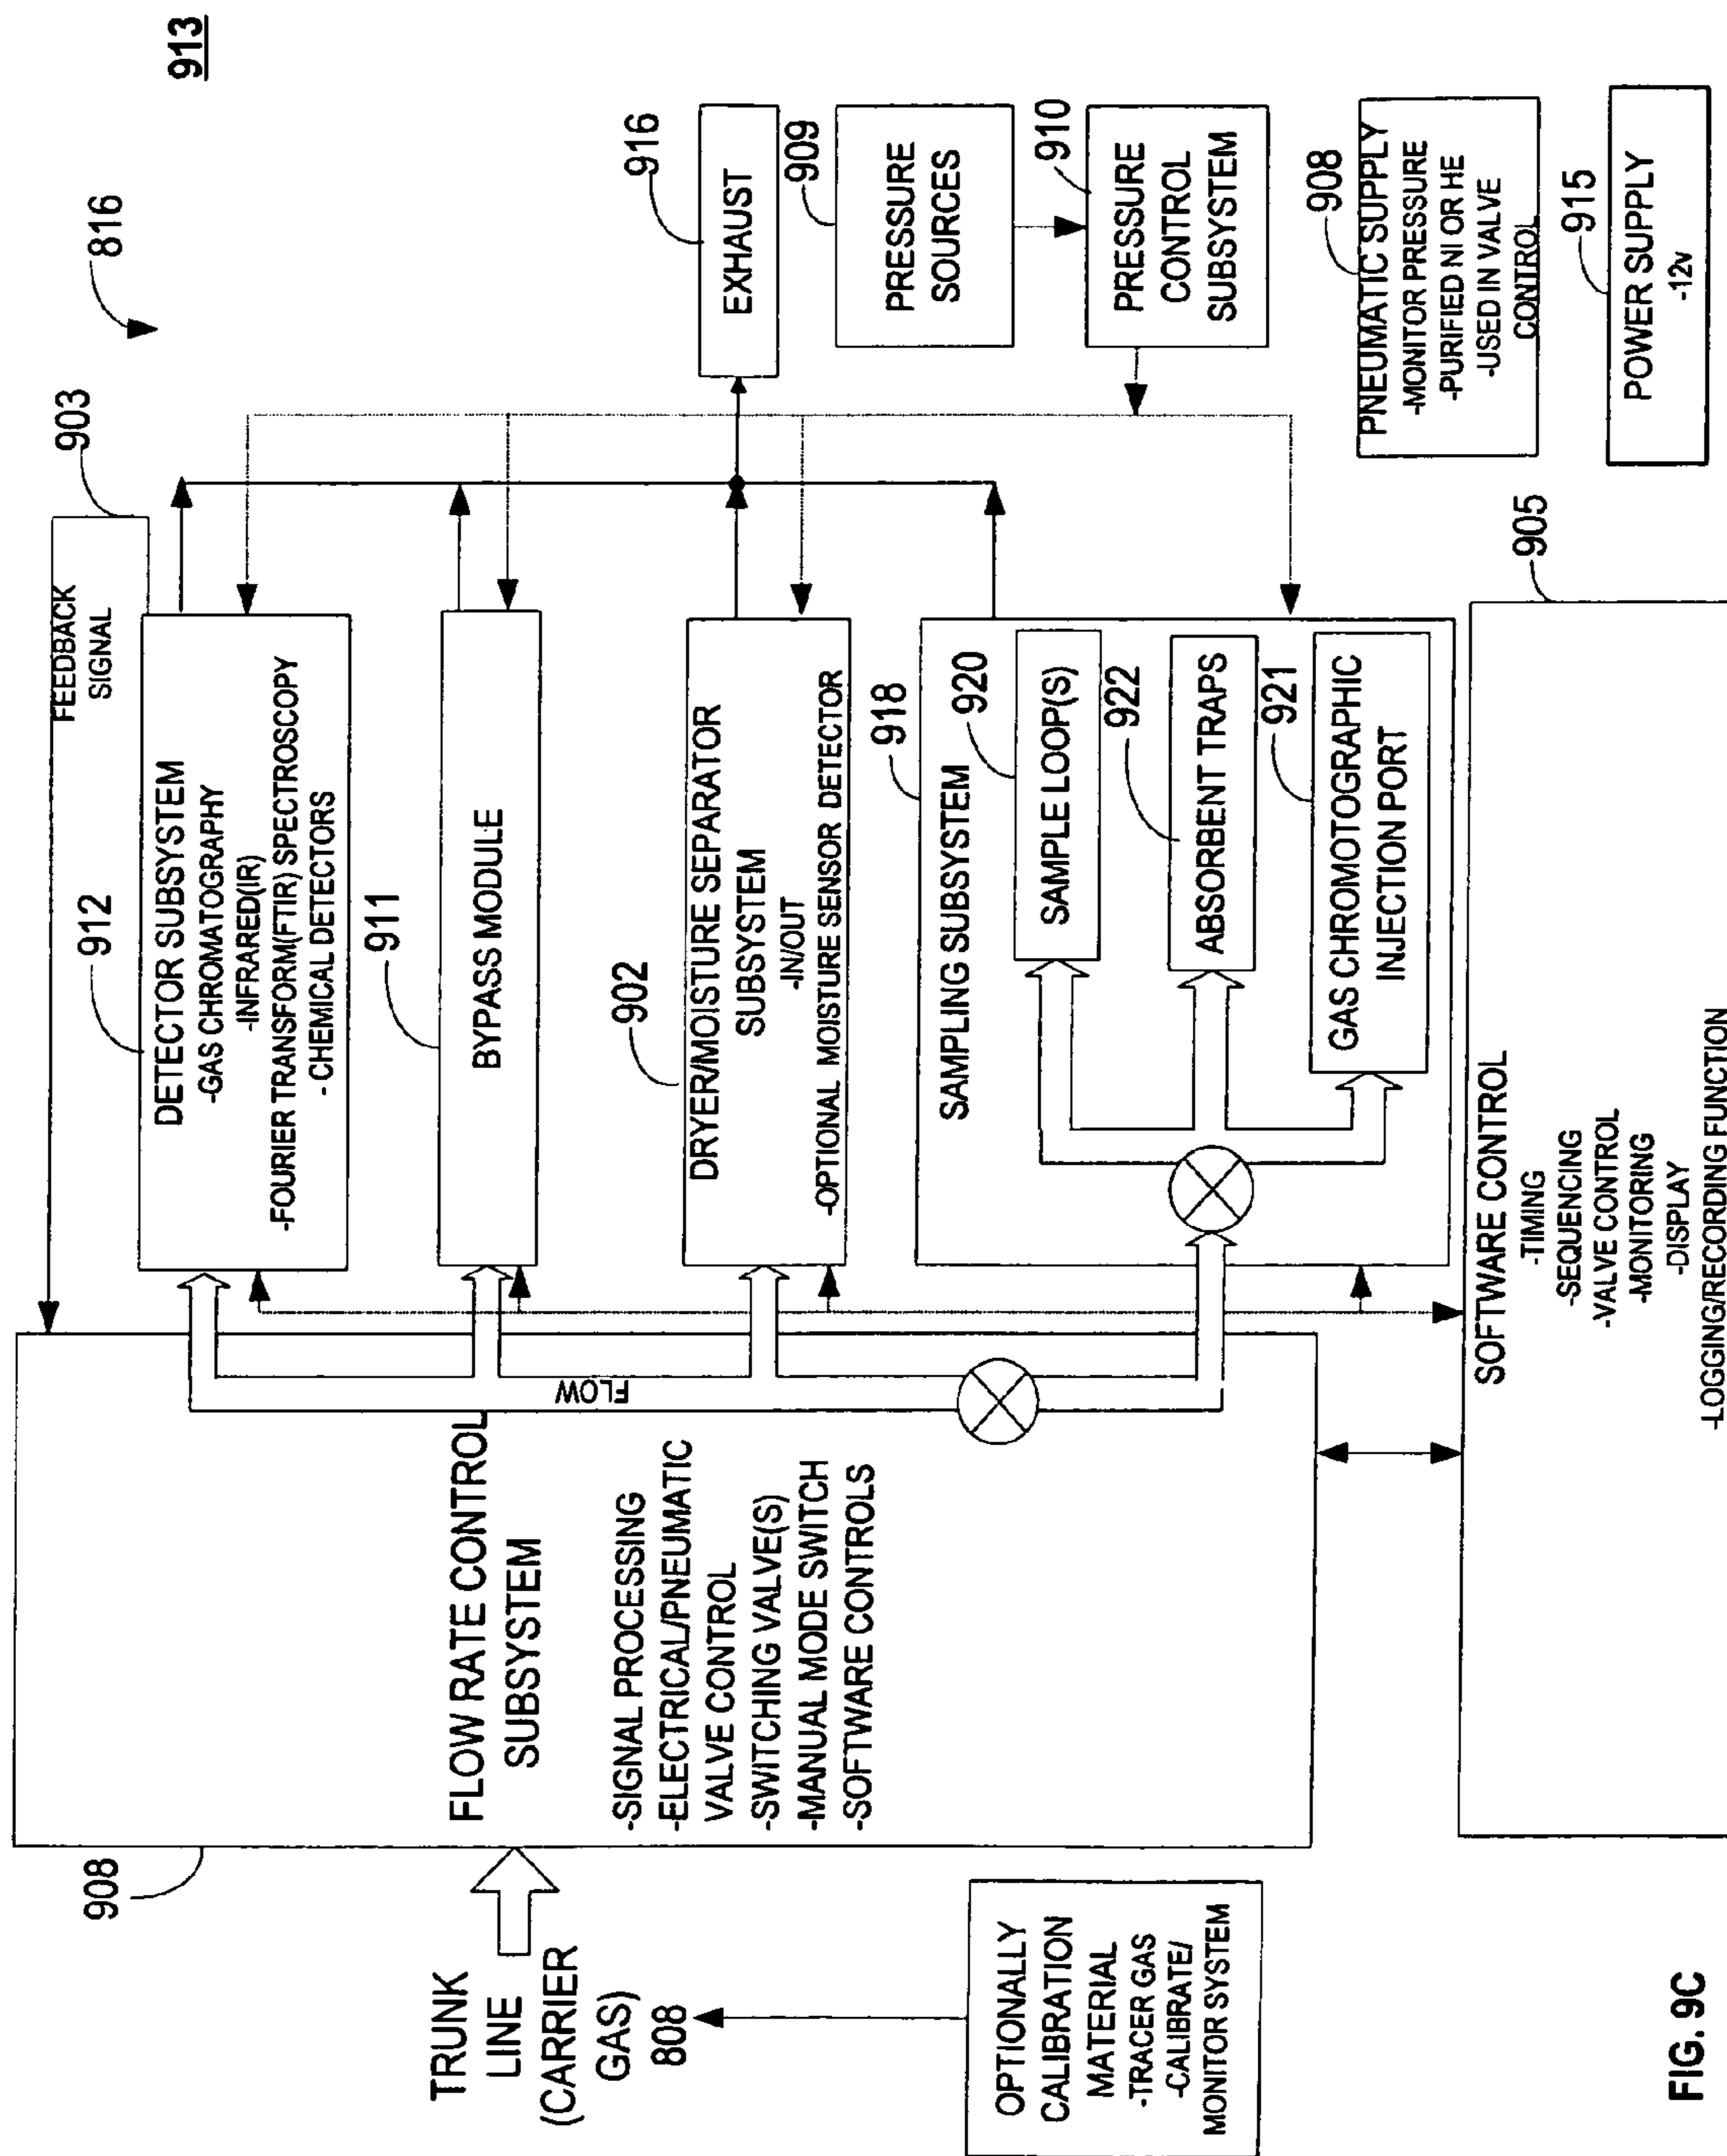 913
816
TRUNK
LINE
(CARRIER
GAS)
808
OPTIONALLY
CALIBRATION
MATERIAL
-TRACER GAS
-CALIBRATE/
MONITOR SYSTEM
908
FLOW RATE CONTROL
SUBSYSTEM
-SIGNAL PROCESSING
-ELECTRICAL/PNEUMATIC
VALVE CONTROL
-SWITCHING VALVE(S)
-MANUAL MODE SWITCH
-SOFTWARE CONTROLS
FLOW
FEEDBACK
SIGNAL
903
912
DETECTOR SUBSYSTEM
-GAS CHROMATOGRAPHY
-INFRARED(IR)
-FOURIER TRANSFORM(FTIR) SPECTROSCOPY
- CHEMICAL DETECTORS
911
BYPASS MODULE
902
DRYER/MOISTURE SEPARATOR
SUBSYSTEM
-IN/OUT
-OPTIONAL MOISTURE SENSOR DETECTOR
918
SAMPLING SUBSYSTEM
920
SAMPLE LOOP(S)
922
ABSORBENT TRAPS
921
GAS CHROMOTOGRAPHIC
INJECTION PORT
916
EXHAUST
909
PRESSURE
SOURCES
910
PRESSURE
CONTROL
SUBSYSTEM
908
PNEUMATIC SUPPLY
-MONITOR PRESSURE
-PURIFIED NI OR HE
-USED IN VALVE
CONTROL
915
POWER SUPPLY
-12v
905
SOFTWARE CONTROL
-TIMING
-SEQUENCING
-VALVE CONTROL
-MONITORING
-DISPLAY
-LOGGING/RECORDING FUNCTION
FIG. 9C